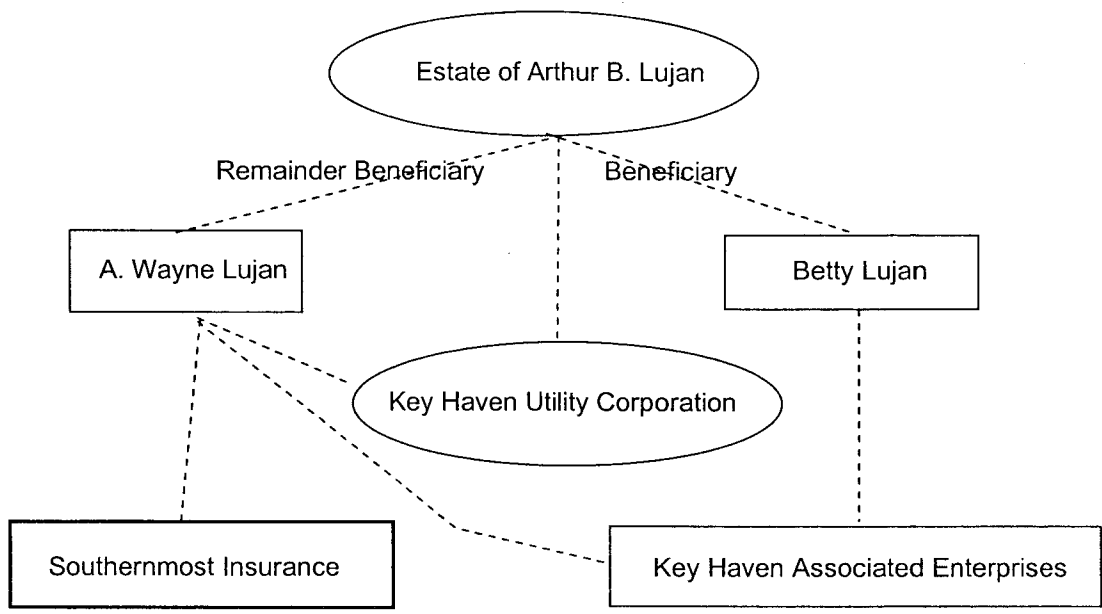 Estate of Arthur B. Lujan
Remainder Beneficiary
Beneficiary
A. Wayne Lujan
Betty Lujan
Key Haven Utility Corporation
Southernmost Insurance
Key Haven Associated Enterprises